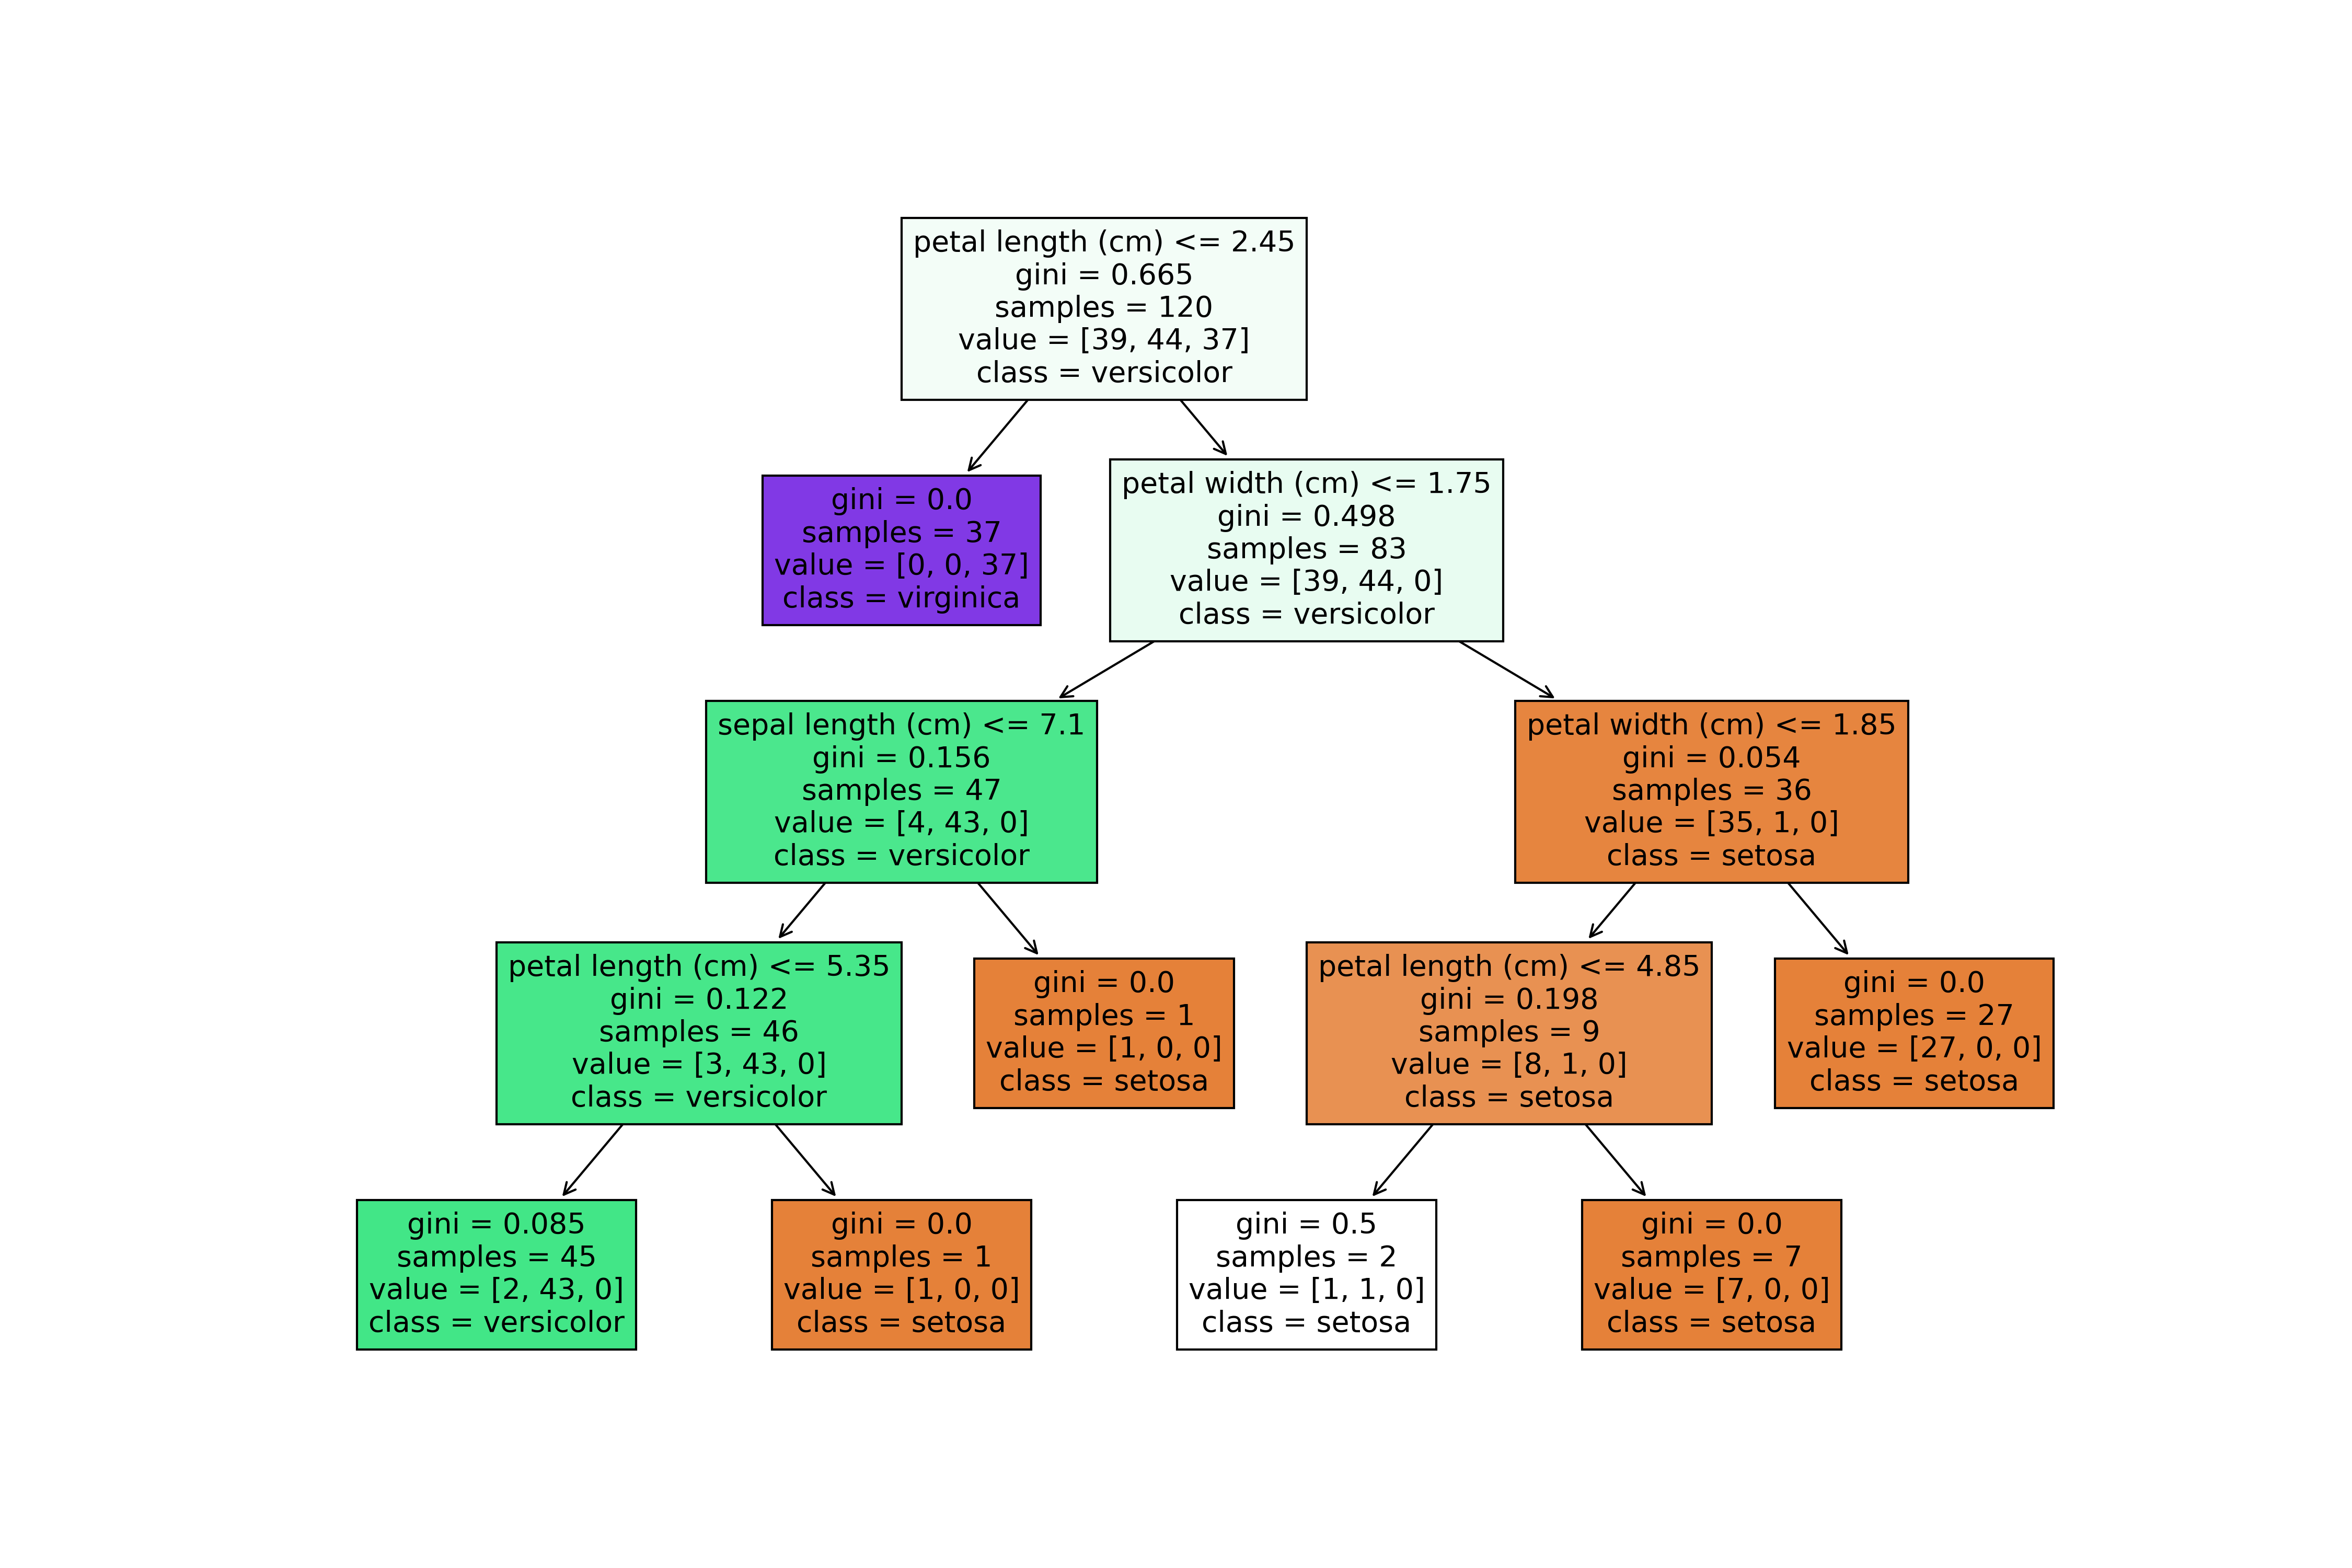 petal length (cm) <= 2.45
gini = 0.665
samples = 120
value = [39, 44, 37]
class = versicolor
gini = 0.0
samples = 37
value = [0, 0, 37]
class = virginica
petal width (cm) <= 1.75
gini = 0.498
samples = 83
value = [39, 44, 0]
class = versicolor
sepal length (cm) <= 7.1
gini = 0.156
samples = 47
value = [4, 43, 0]
class = versicolor
petal width (cm) <= 1.85
gini = 0.054
samples = 36
value = [35, 1, 0]
class = setosa
petal length (cm) <= 5.35
gini = 0.122
samples = 46
value = [3, 43, 0]
class = versicolor
gini = 0.0
samples = 1
value = [1, 0, 0]
class = setosa
petal length (cm) <= 4.85
gini = 0.198
samples = 9
value = [8, 1, 0]
class = setosa
gini = 0.0
samples = 27
value = [27, 0, 0]
class = setosa
gini = 0.085
samples = 45
value = [2, 43, 0]
class = versicolor
gini = 0.0
samples = 1
value = [1, 0, 0]
class = setosa
gini = 0.5
samples = 2
value = [1, 1, 0]
class = setosa
gini = 0.0
samples = 7
value = [7, 0, 0]
class = setosa